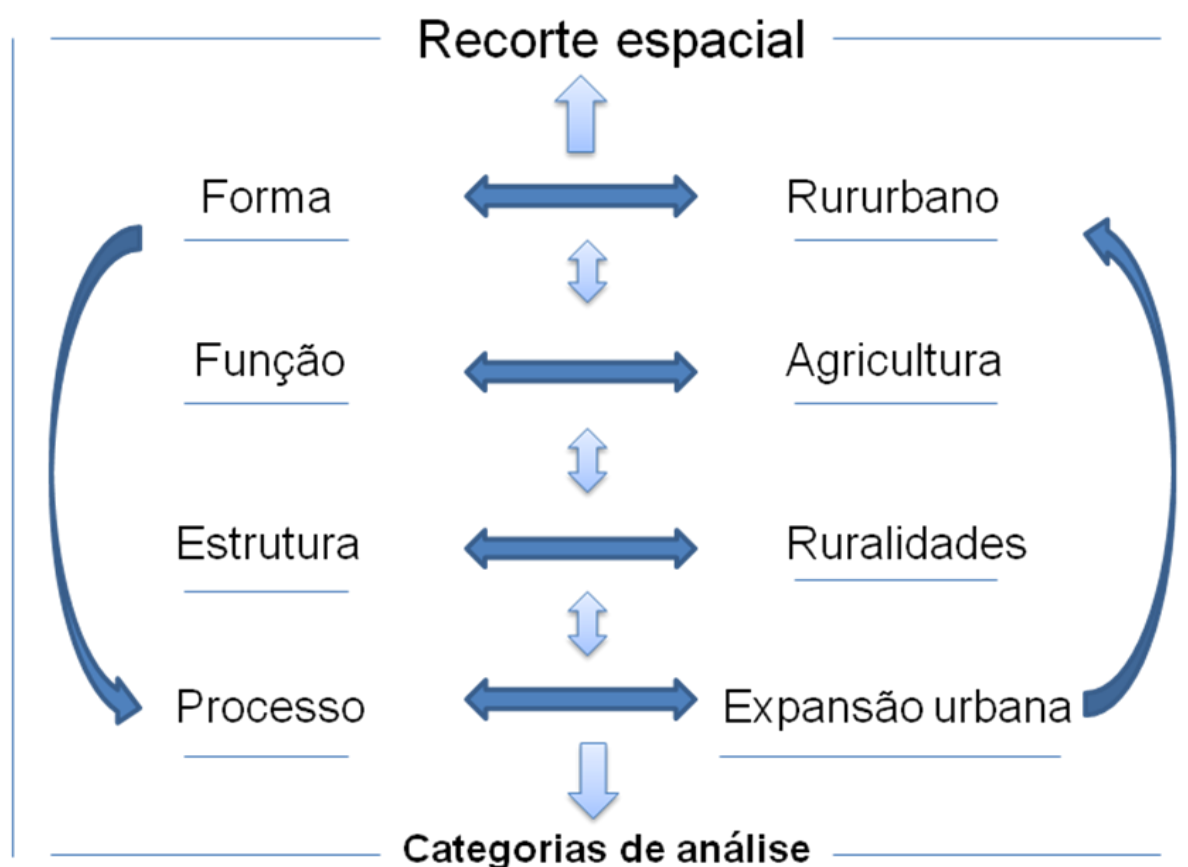 Recorte espacial
Forma
Rururbano
Função
Agricultura
Estrutura
Ruralidades
Processo
Expansão urbana
Categorias de análise